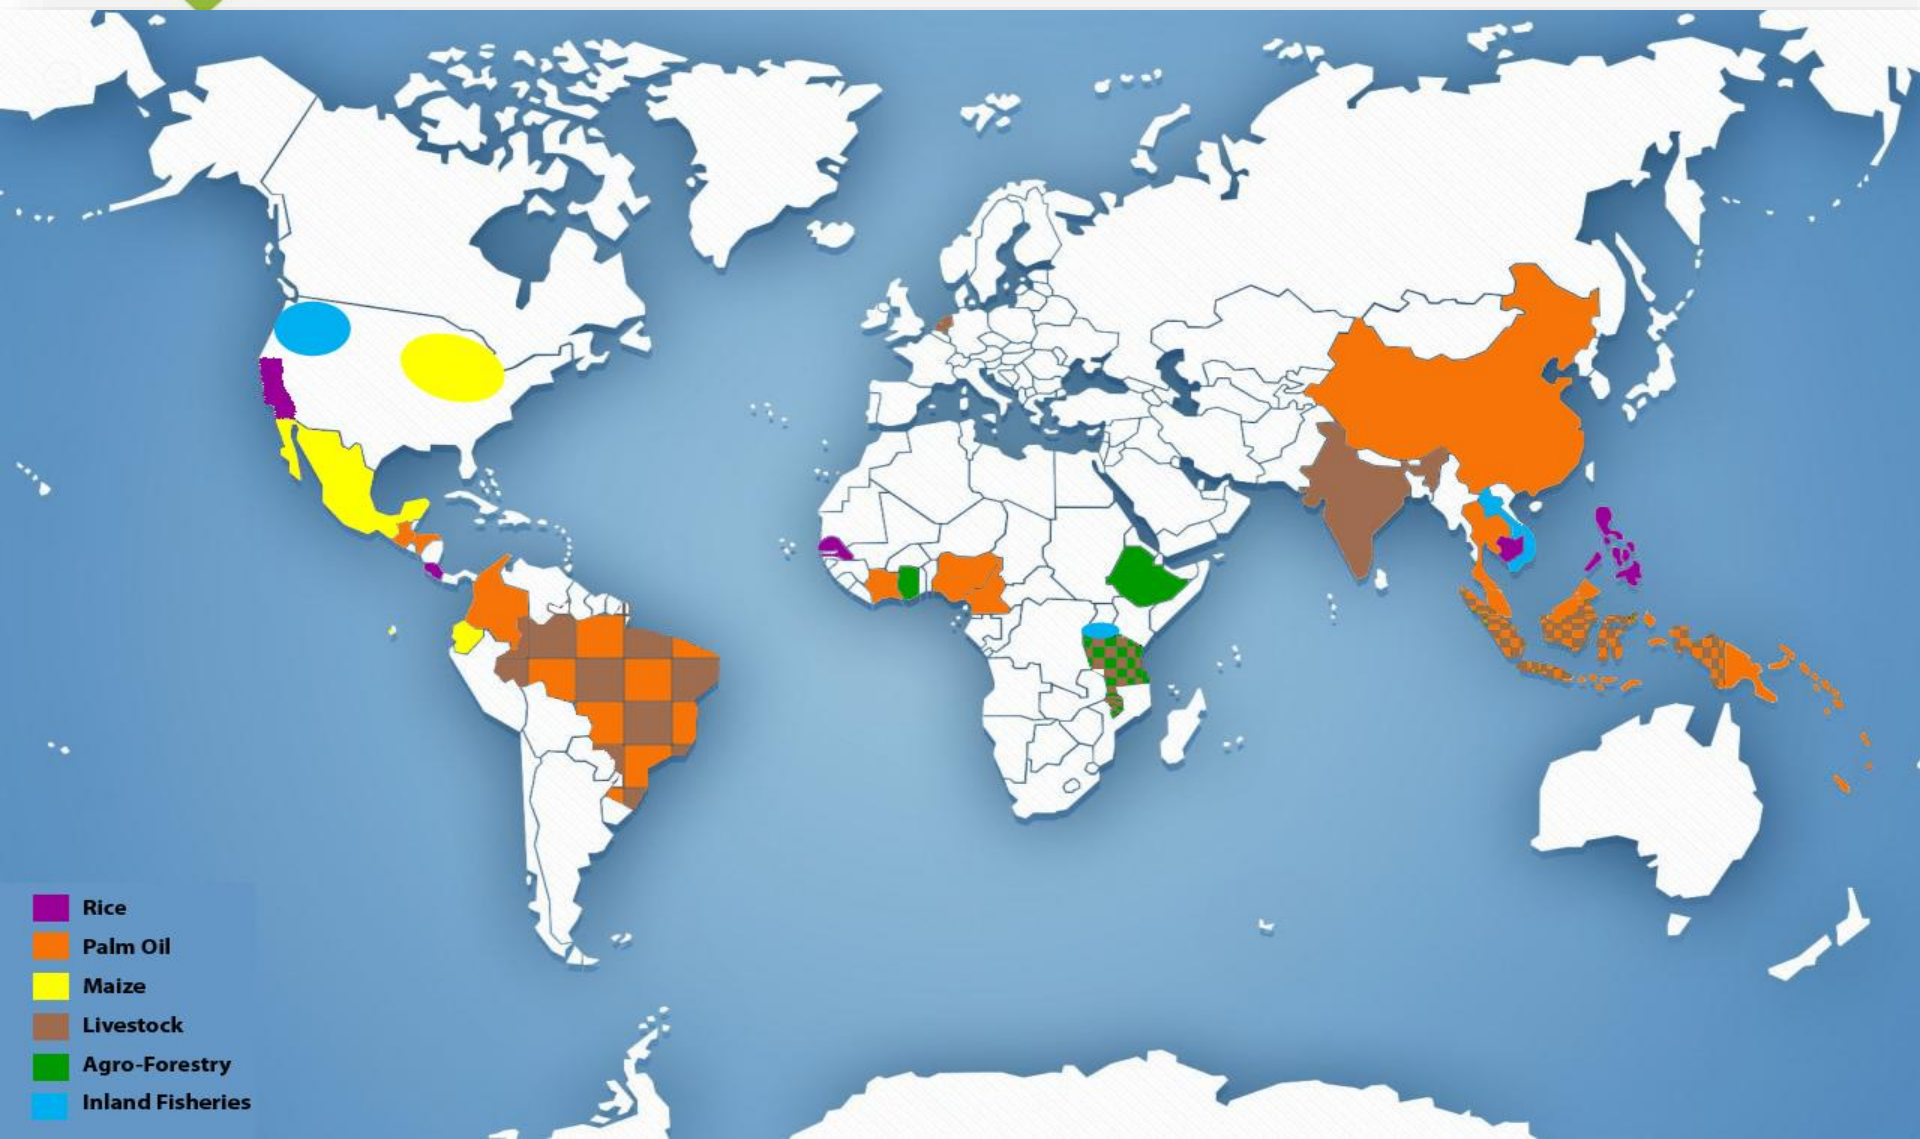 Rice
Palm Oil
Maize
Livestock
Agro-Forestry
Inland Fisheries